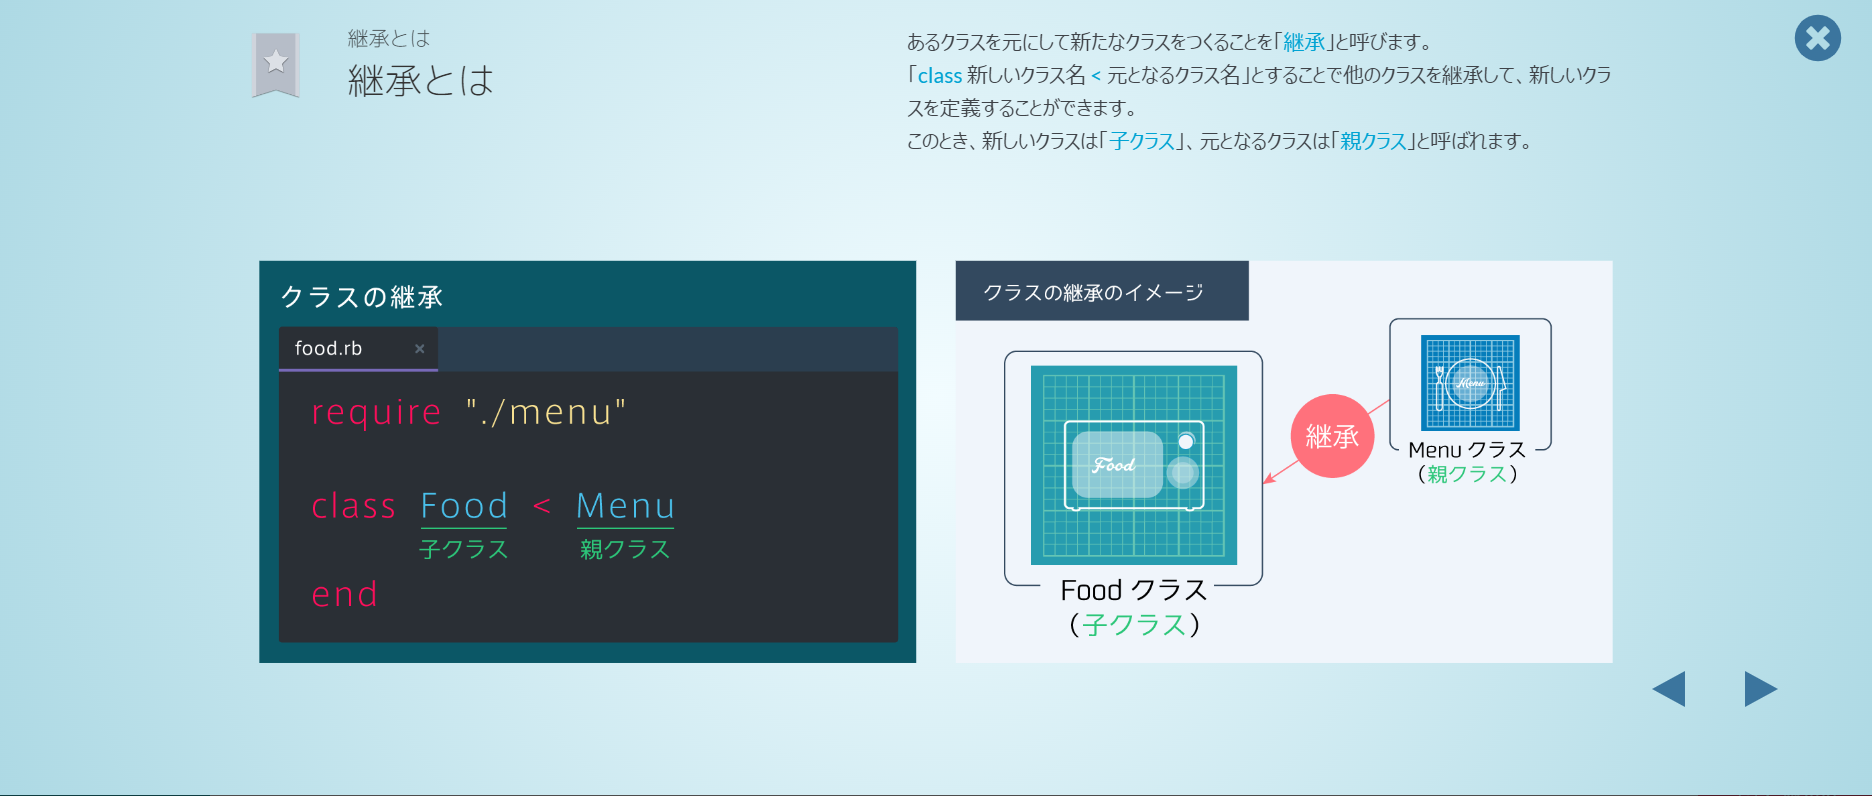 継承とは
継承とは
あるクラスを元にして新たなクラスをつくることを「継承」と呼びます。
「class 新しいクラス名 < 元となるクラス名」とすることで他のクラスを継承して、新しいクラ
スを定義することができます。
このとき、新しいクラスは「子クラス」、元となるクラスは「親クラス」と呼ばれます。
クラスの継承
food.rb ×
require "./menu"
class Food < Menu
子クラス 親クラス
end
クラスの継承のイメージ
Menu
Menu クラス
(親クラス)
継承
Food
Food クラス
(子クラス)